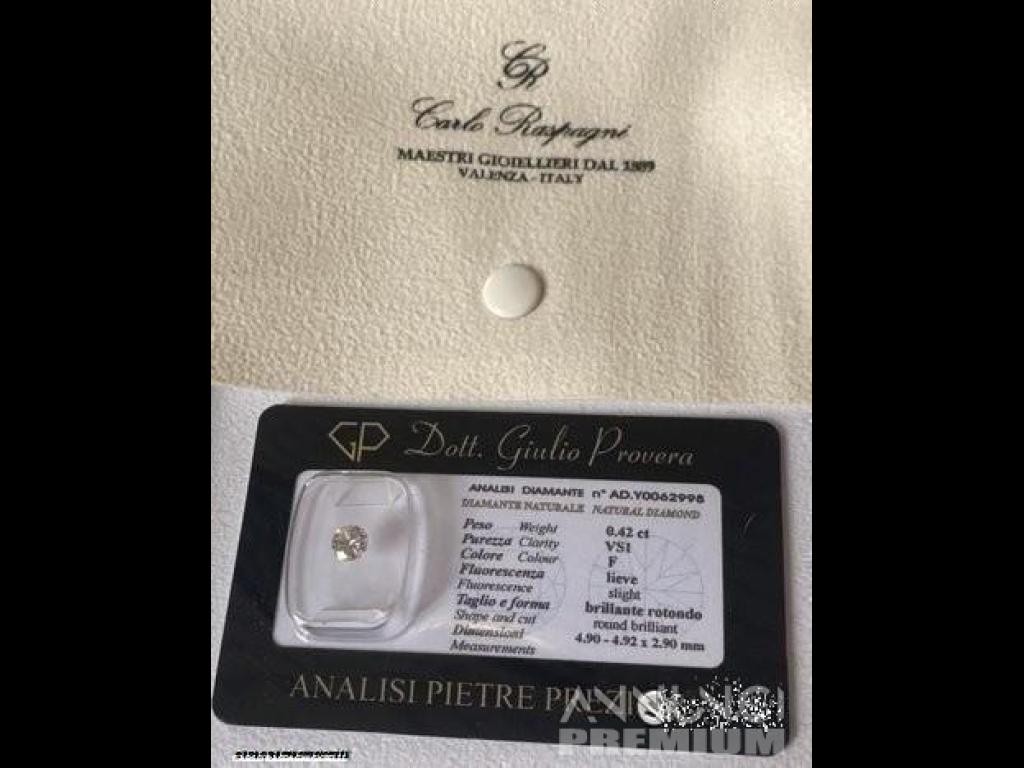 CR
Carlo Raspagni
MAESTRI GIOIELLIERI DAL 1889
VALENZA - ITALY
GP Dott. Giulio Provera
ANALISI DIAMANTE n° AD.Y0062998
DIAMANTE NATURALE NATURAL DIAMOND
Peso Weight 0.42 ct
Purezza Clarity VS1
Colore Colour F
Fluorescenza lieve
Fluorescence slight
Taglio e forma brillante rotondo
Shape and cut round brilliant
Dimensioni 4.90 - 4.92 x 2.90 mm
Measurements
ANALISI PIETRE
PREMIUM